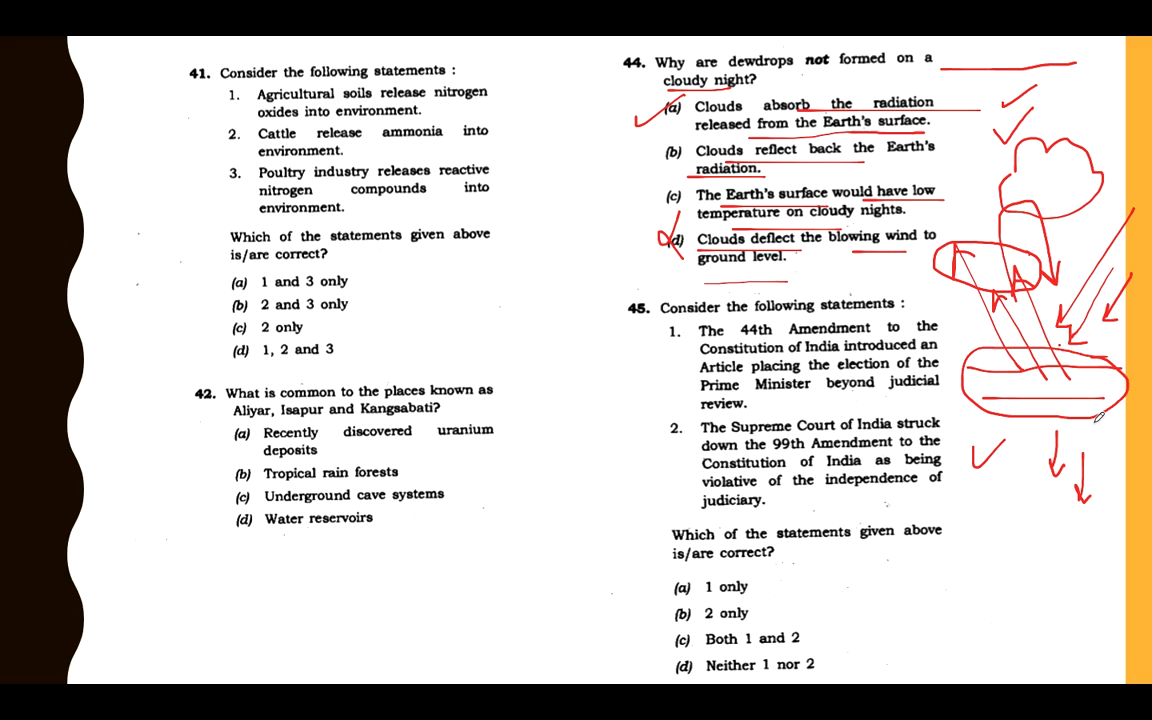 41. Consider the following statements :
1. Agricultural soils release nitrogen
oxides into environment.
2. Cattle release ammonia into
environment.
3. Poultry industry releases reactive
nitrogen compounds into
environment.
Which of the statements given above
is/are correct?
(a) 1 and 3 only
(b) 2 and 3 only
(c) 2 only
(d) 1, 2 and 3
42. What is common to the places known as
Aliyar, Isapur and Kangsabati?
(a) Recently discovered uranium
deposits
(b) Tropical rain forests
(c) Underground cave systems
(d) Water reservoirs
44. Why are dewdrops not formed on a
cloudy night?
(a) Clouds absorb the radiation
released from the Earth's surface.
(b) Clouds reflect back the Earth's
radiation.
(c) The Earth's surface would have low
temperature on cloudy nights.
(d) Clouds deflect the blowing wind to
ground level.
45. Consider the following statements :
1. The 44th Amendment to the
Constitution of India introduced an
Article placing the election of the
Prime Minister beyond judicial
review.
2. The Supreme Court of India struck
down the 99th Amendment to the
Constitution of India as being
violative of the independence of
judiciary.
Which of the statements given above
is/are correct?
(a) 1 only
(b) 2 only
(c) Both 1 and 2
(d) Neither 1 nor 2